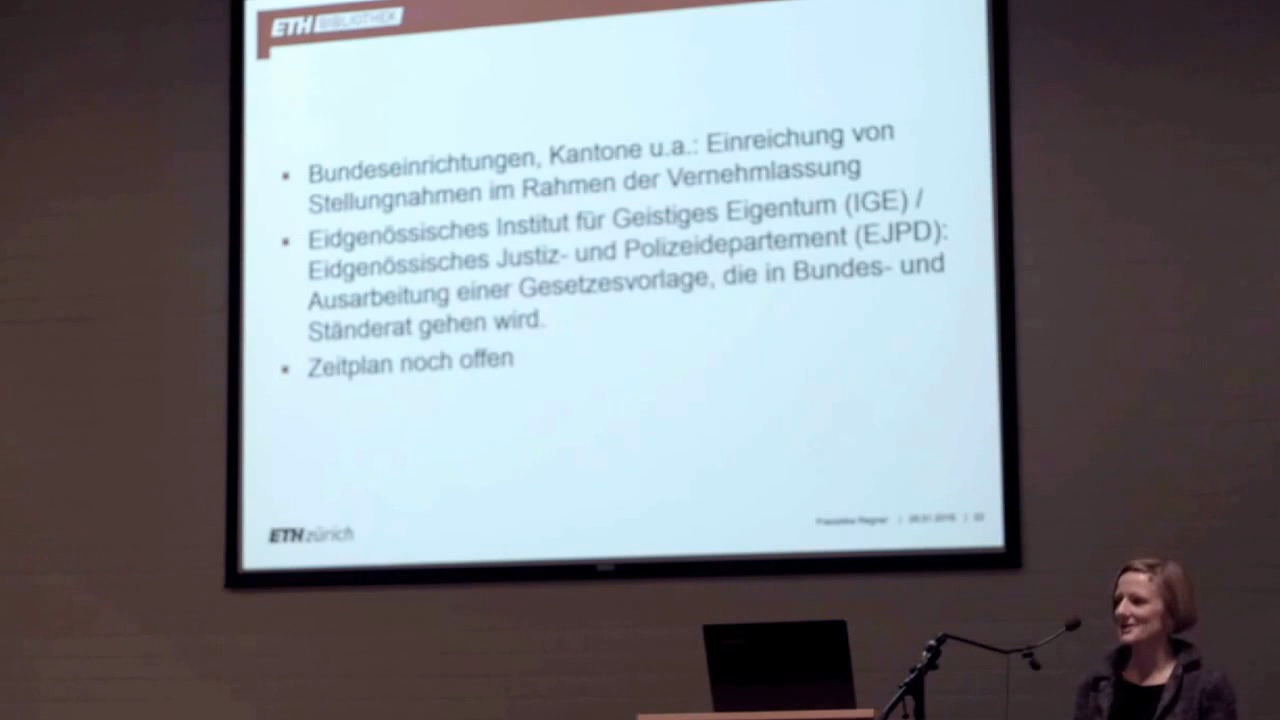 ETH BIBLIOTHEK
▪ Bundeseinrichtungen, Kantone u.a.: Einreichung von
Stellungnahmen im Rahmen der Vernehmlassung
▪ Eidgenössisches Institut für Geistiges Eigentum (IGE) /
Eidgenössisches Justiz- und Polizeidepartement (EJPD):
Ausarbeitung einer Gesetzesvorlage, die in Bundes- und
Ständerat gehen wird.
▪ Zeitplan noch offen
ETH zürich